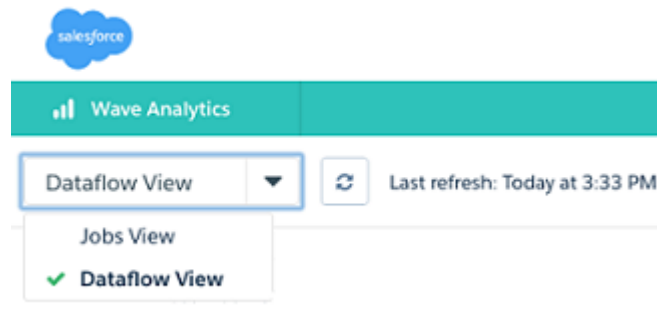 salesforce
Wave Analytics
Dataflow View
Last refresh: Today at 3:33 PM
Jobs View
Dataflow View